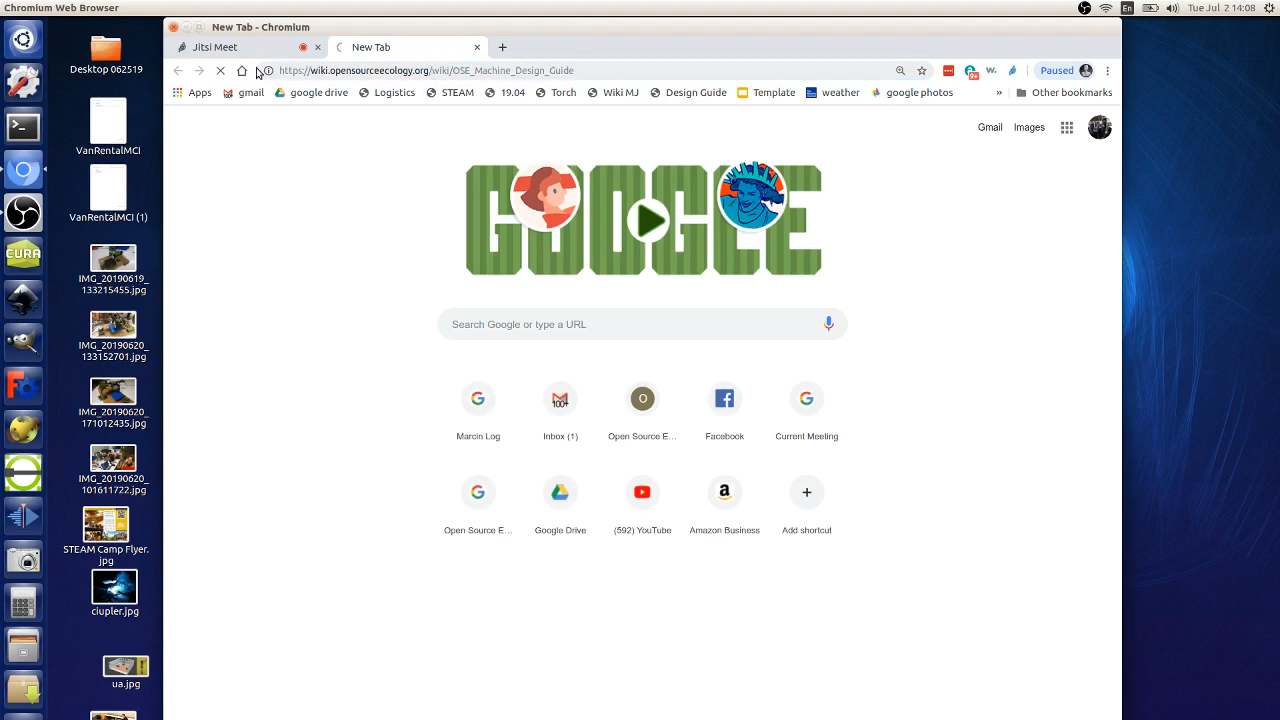 Chromium Web Browser
En
Tue Jul 2 14:08
New Tab - Chromium
Jitsi Meet
New Tab
https://wiki.opensourceecology.org/wiki/OSE_Machine_Design_Guide
9+
w.
Paused
Apps
gmail
google drive
Logistics
STEAM
19.04
Torch
Wiki MJ
Design Guide
Template
weather
google photos
»
Other bookmarks
Gmail
Images
GOOGLE
Search Google or type a URL
Marcin Log
100+
Inbox (1)
O
Open Source E...
Facebook
Current Meeting
Open Source E...
Google Drive
(592) YouTube
Amazon Business
Add shortcut
Desktop 062519
VanRentalMCI
VanRentalMCI (1)
CURA
IMG_20190619_
133215455.jpg
IMG_20190620_
133152701.jpg
IMG_20190620_
171012435.jpg
IMG_20190620_
101611722.jpg
STEAM Camp Flyer.
jpg
ciupler.jpg
ua.jpg